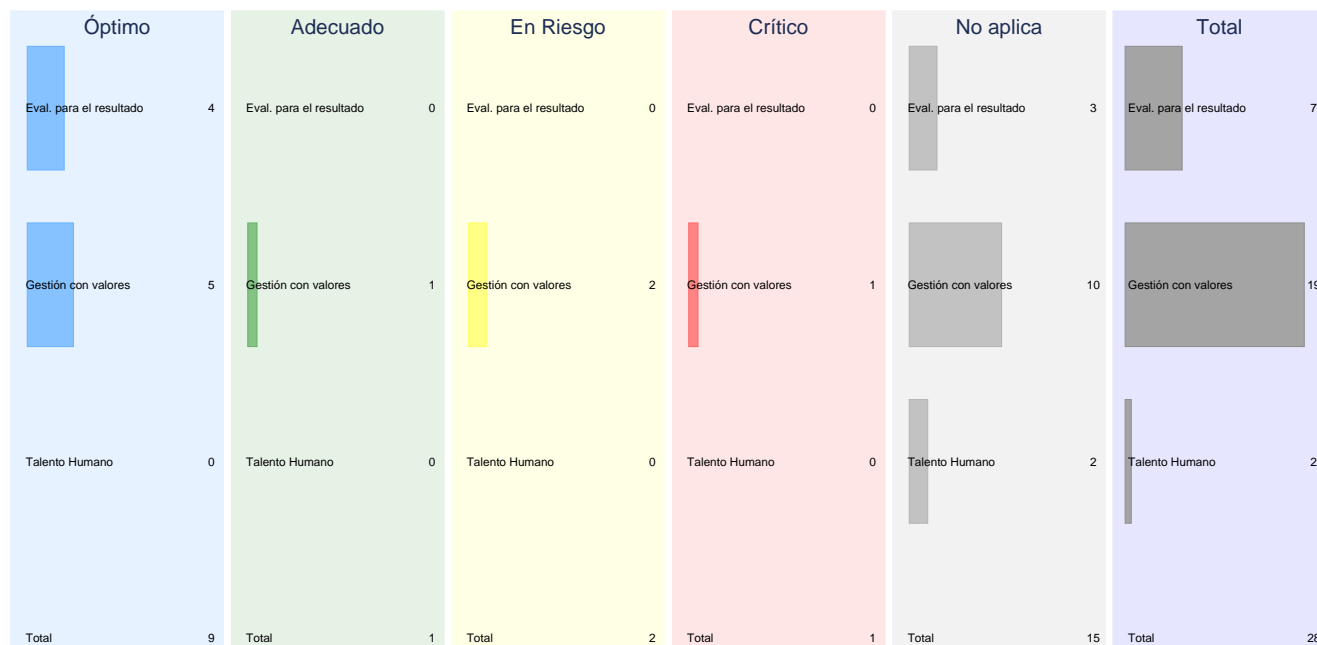 Óptimo Adecuado En Riesgo Crítico No aplica Total
Eval. para el resultado 4 Eval. para el resultado 0 Eval. para el resultado 0 Eval. para el resultado 0 Eval. para el resultado 3 Eval. para el resultado 7
Gestión con valores 5 Gestión con valores 1 Gestión con valores 2 Gestión con valores 1 Gestión con valores 10 Gestión con valores 19
Talento Humano 0 Talento Humano 0 Talento Humano 0 Talento Humano 0 Talento Humano 2 Talento Humano 2
Total 9 Total 1 Total 2 Total 1 Total 15 Total 28